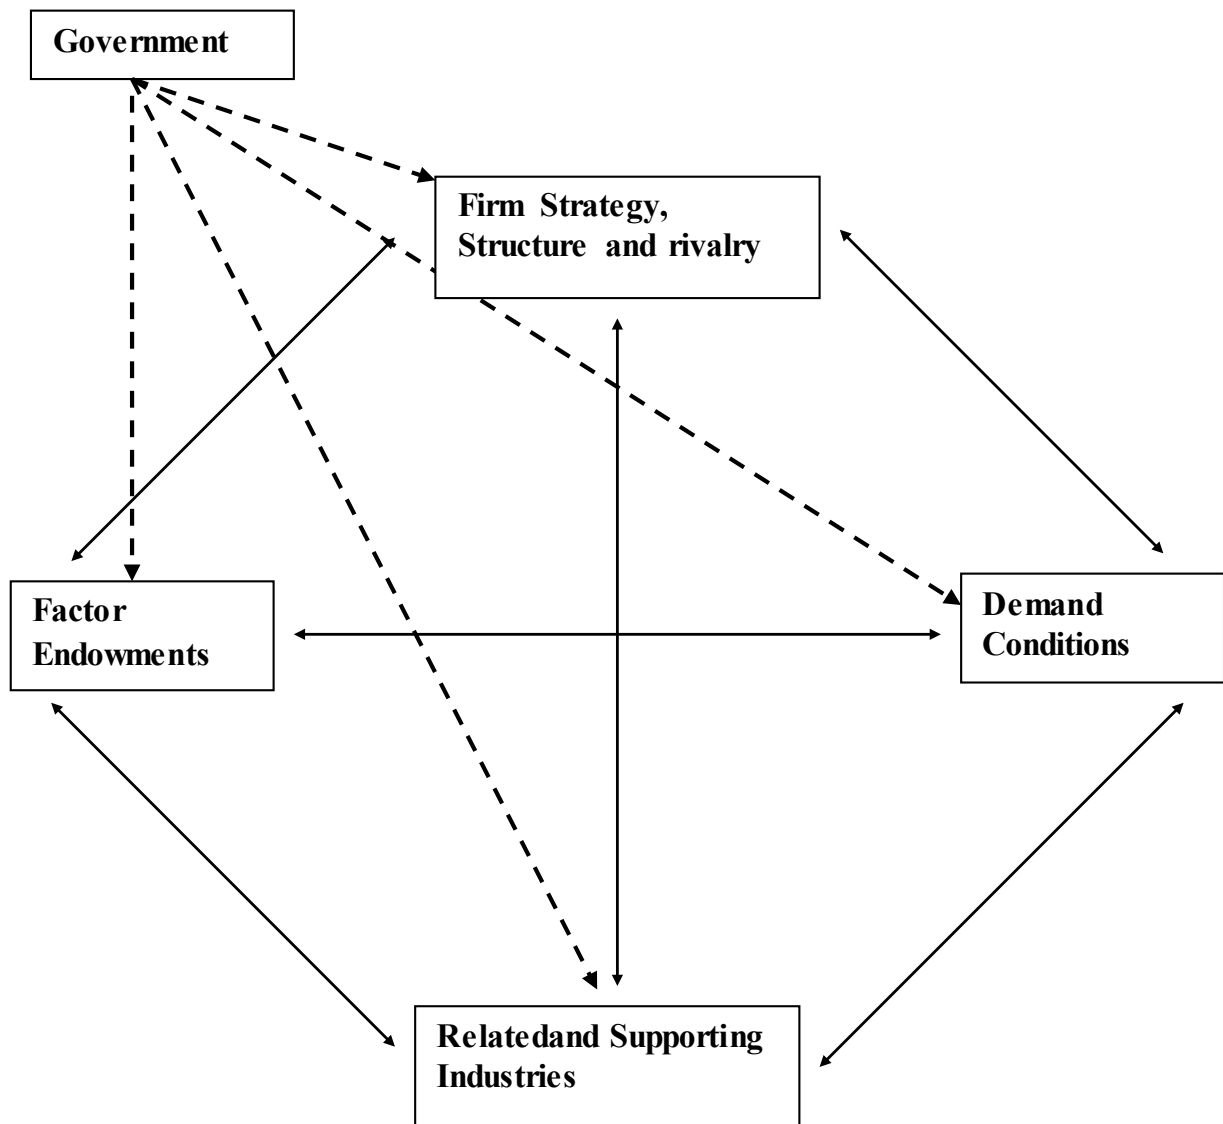 Government
Firm Strategy,
Structure and rivalry
Factor
Endowments
Demand
Conditions
Relatedand Supporting
Industries